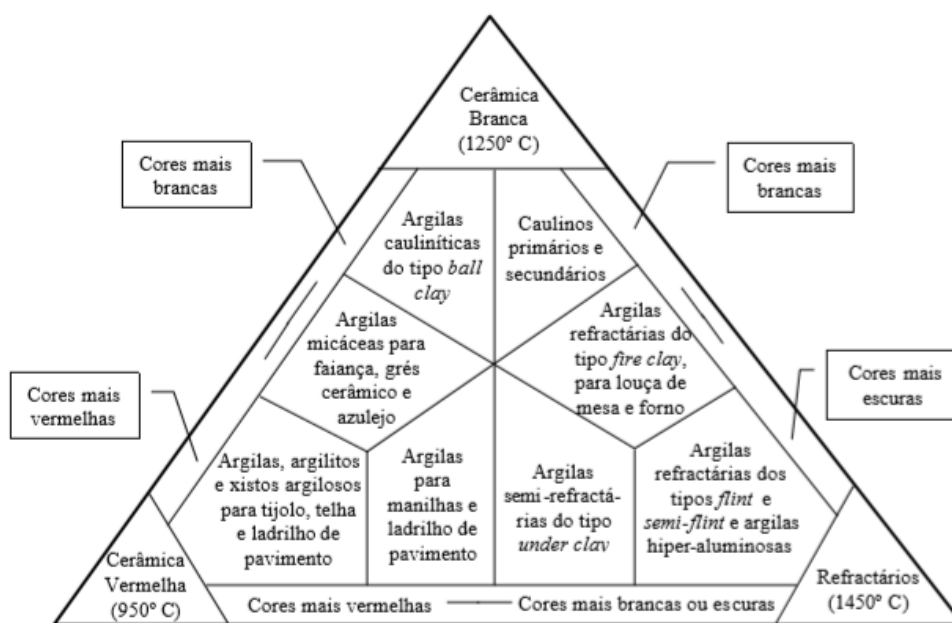 Cerâmica
Branca
(1250º C)
Cores mais
brancas
Cores mais
brancas
Argilas
cauliníticas
do tipo ball
clay
Caulinos
primários e
secundários
Argilas
micáceas para
faiança, grés
cerâmico e
azulejo
Argilas
refractárias do
tipo fire clay,
para louça de
mesa e forno
Cores mais
vermelhas
Cores mais
escuras
Argilas, argilitos
e xistos argilosos
para tijolo, telha
e ladrilho de
pavimento
Argilas
para
manilhas e
ladrilho de
pavimento
Argilas
semi-refractá-
rias do tipo
under clay
Argilas
refractárias dos
tipos flint e
semi-flint e argilas
hiper-aluminosas
Cerâmica
Vermelha
(950º C)
Cores mais vermelhas
Cores mais brancas ou escuras
Refractários
(1450º C)